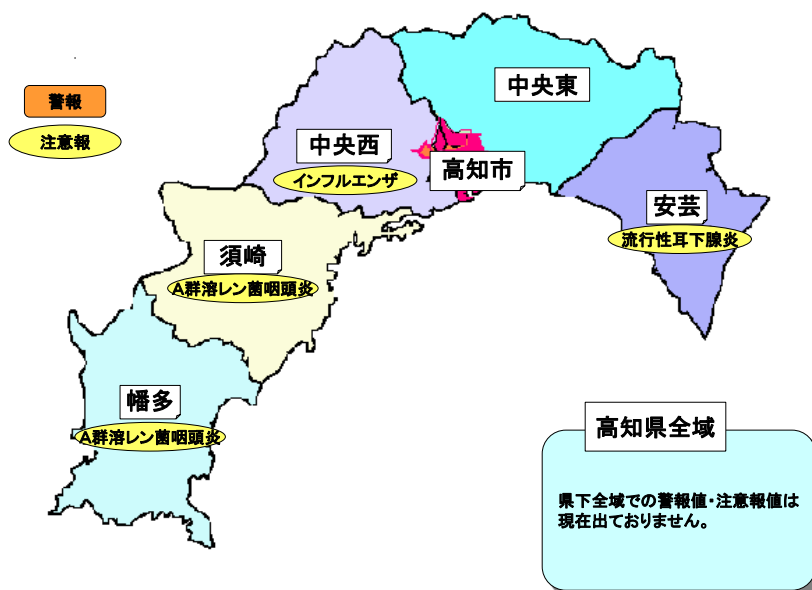 警報
注意報
中央東
中央西
インフルエンザ
高知市
安芸
流行性耳下腺炎
須崎
A群溶レン菌咽頭炎
幡多
A群溶レン菌咽頭炎
高知県全域
県下全域での警報値・注意報値は
現在出ておりません。